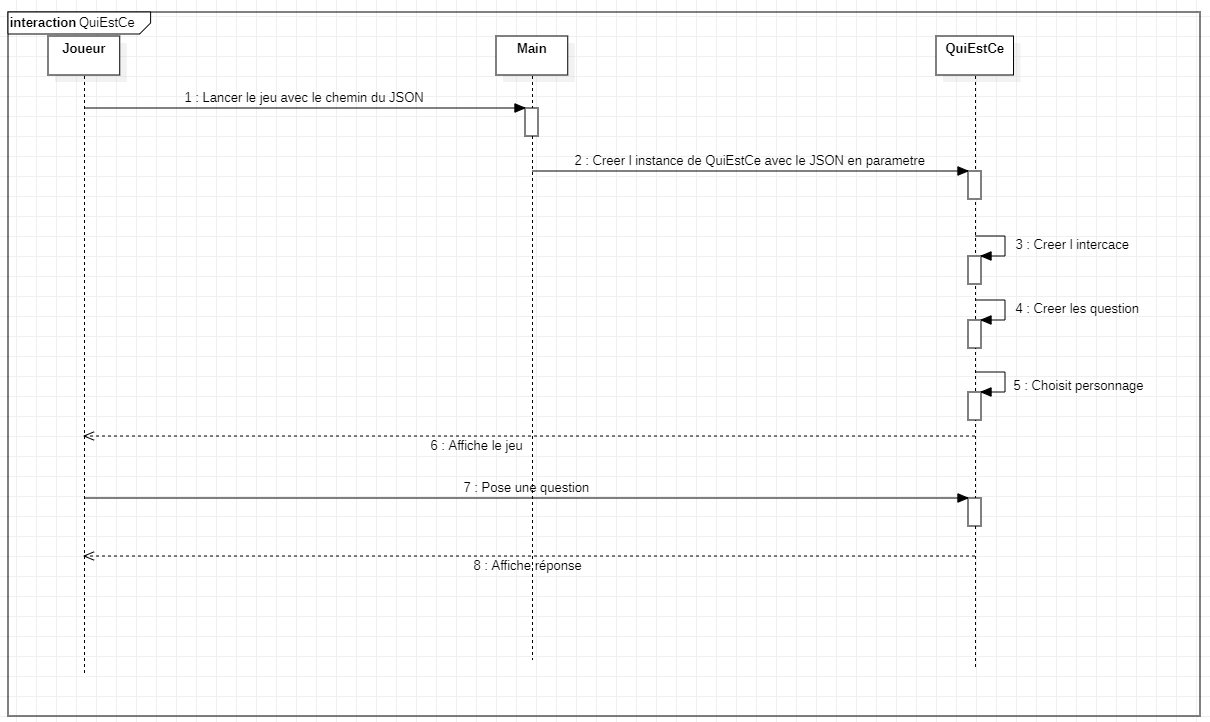 interaction QuiEstCe
Joueur
Main
QuiEstCe
1 : Lancer le jeu avec le chemin du JSON
2 : Creer l instance de QuiEstCe avec le JSON en parametre
3 : Creer l intercace
4 : Creer les question
5 : Choisit personnage
6 : Affiche le jeu
7 : Pose une question
8 : Affiche réponse